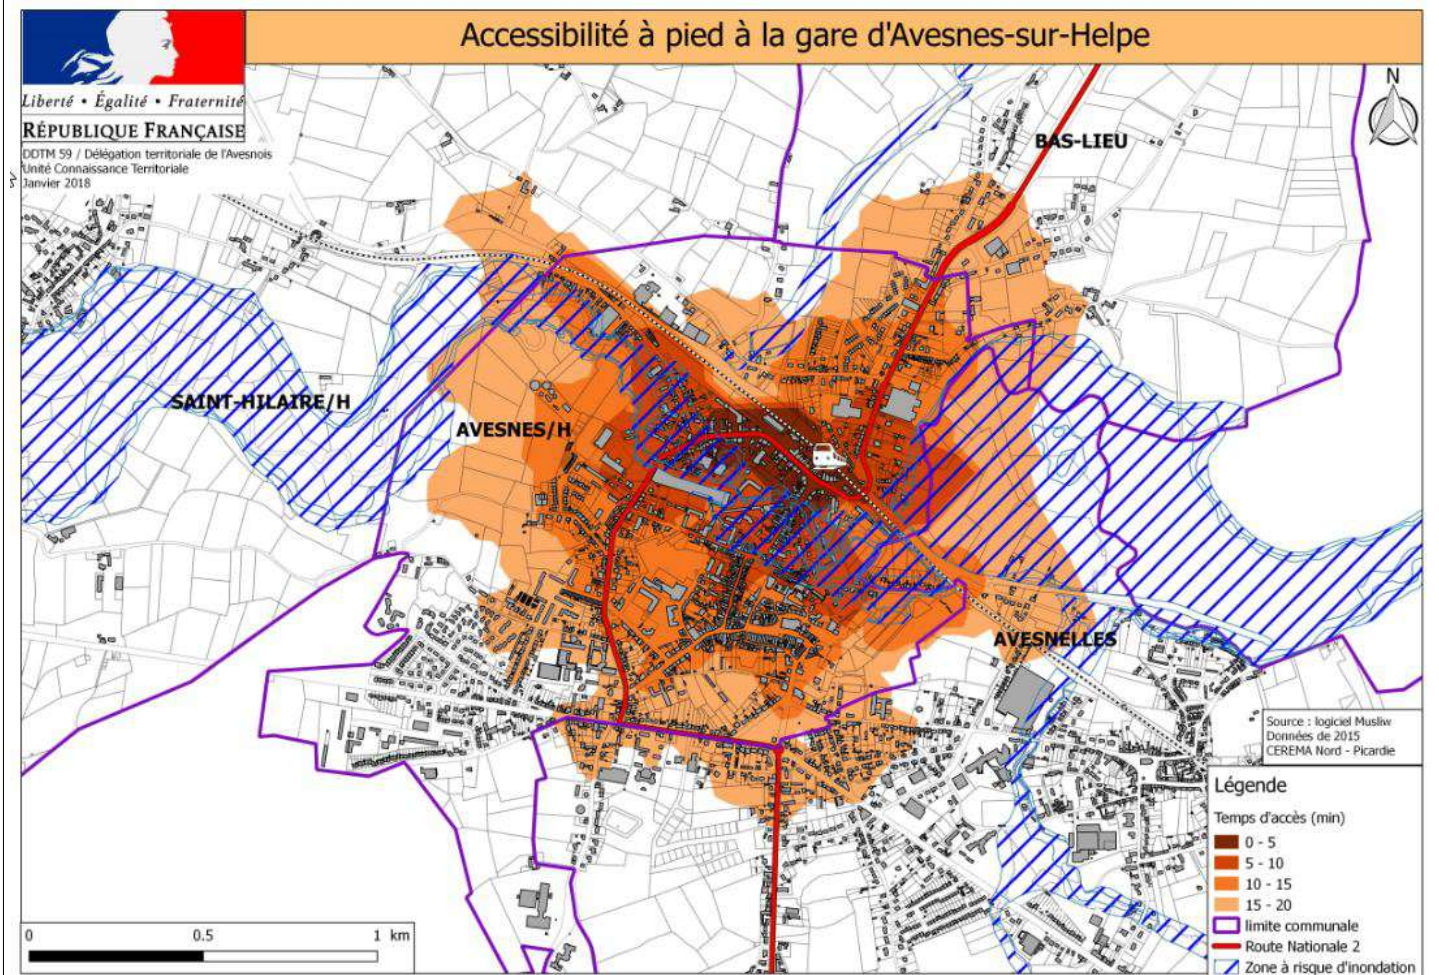 Accessibilité à pied à la gare d'Avesnes-sur-Helpe
Liberté • Égalité • Fraternité
RÉPUBLIQUE FRANÇAISE
DDTM 59 / Délégation territoriale de l'Avesnois
Unité Connaissance Territoriale
Janvier 2018
N
BAS-LIEU
SAINT-HILAIRE/H
AVESNES/H
AVESNELLES
Source : logiciel Musliw
Données de 2015
CEREMA Nord - Picardie
Légende
Temps d'accès (min)
0 - 5
5 - 10
10 - 15
15 - 20
limite communale
Route Nationale 2
Zone à risque d'inondation
0 0.5 1 km